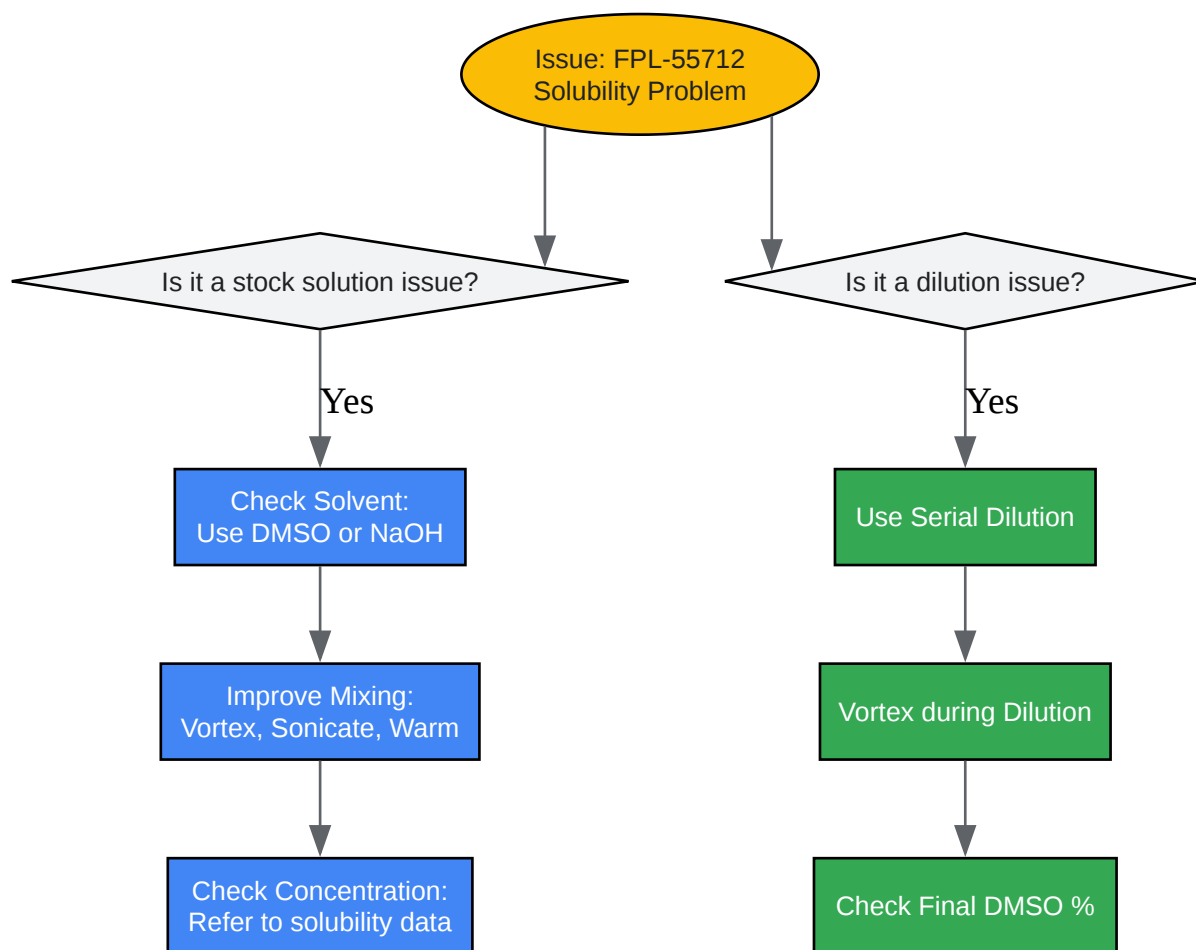 Issue: FPL-55712
Solubility Problem
Is it a stock solution issue?
Is it a dilution issue?
Yes
Yes
Check Solvent:
Use DMSO or NaOH
Use Serial Dilution
Improve Mixing:
Vortex, Sonicate, Warm
Vortex during Dilution
Check Concentration:
Refer to solubility data
Check Final DMSO %